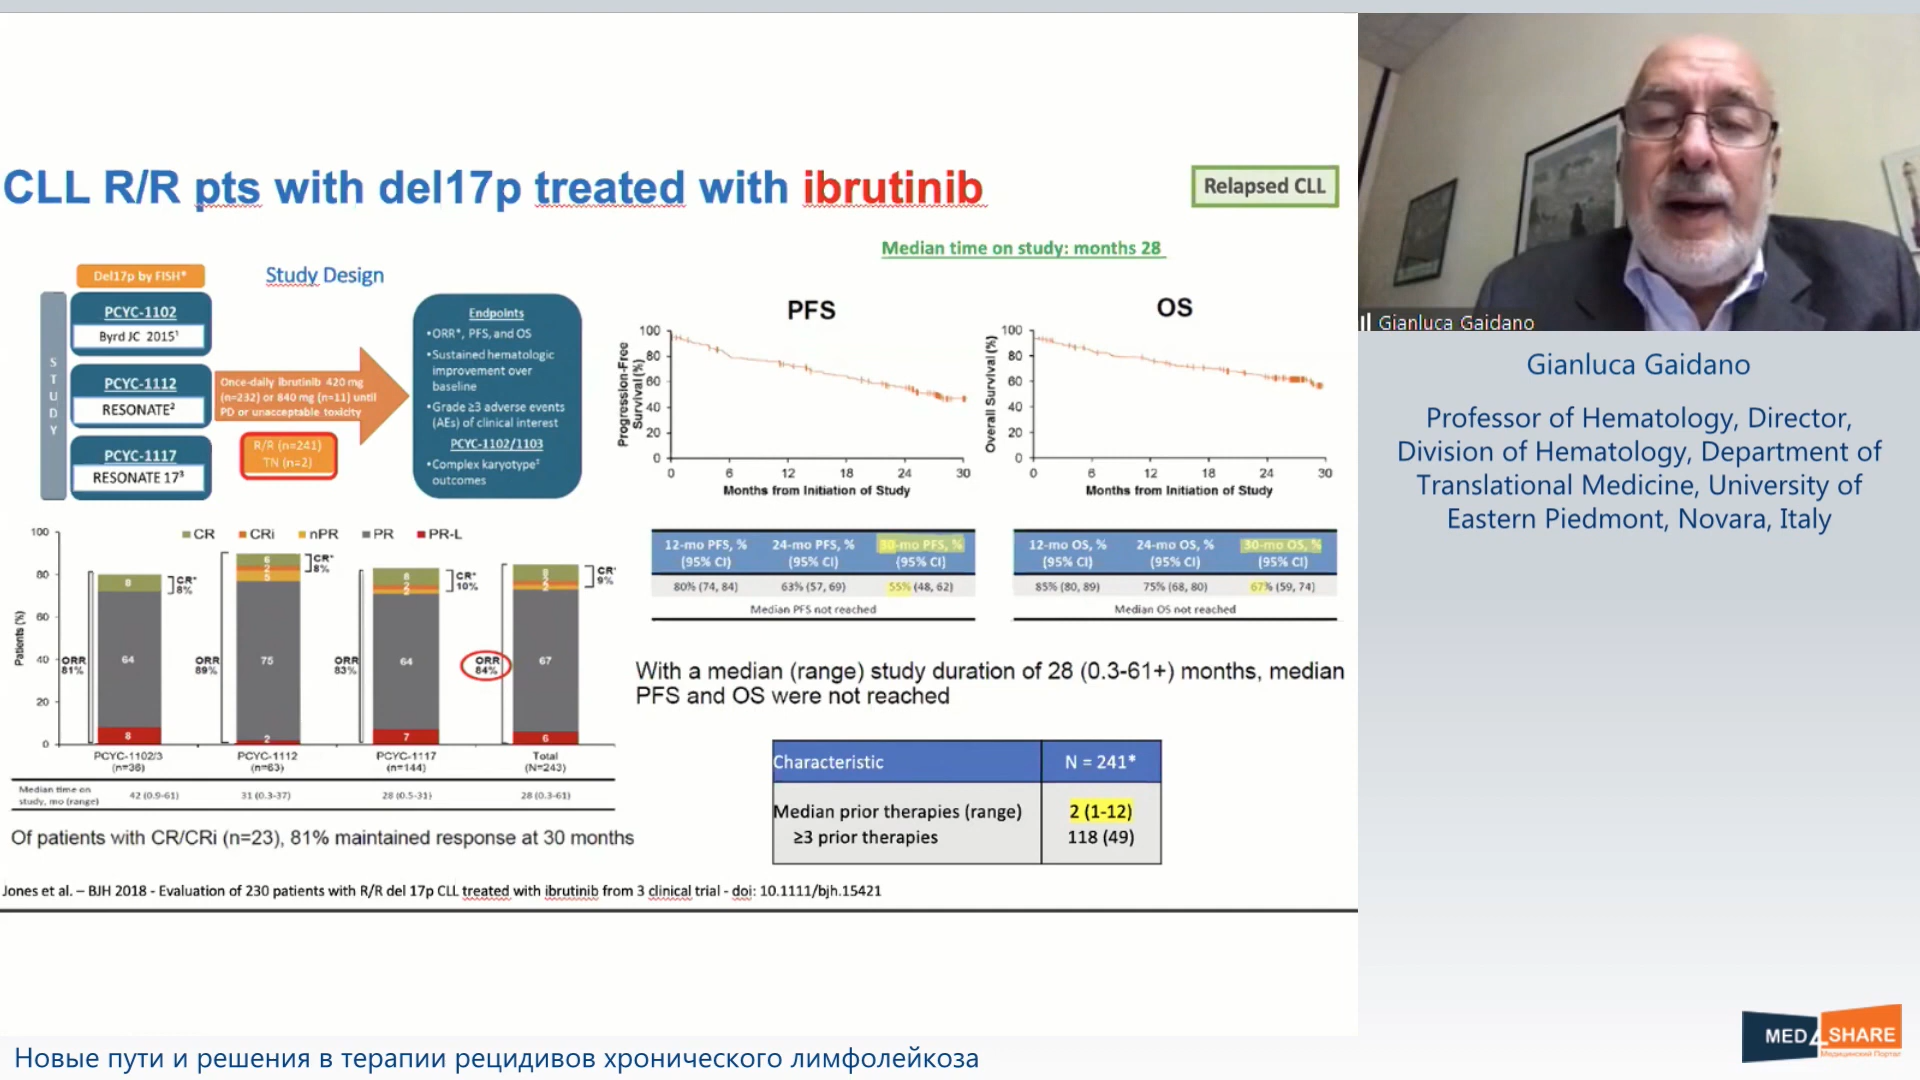 CLL R/R pts with del17p treated with ibrutinib
Relapsed CLL
Median time on study: months 28
Del17p by FISH*
Study Design
STUDY
PCYC-1102
Byrd JC 2015¹
PCYC-1112
RESONATE²
PCYC-1117
RESONATE 17³
Once-daily ibrutinib 420 mg
(n=232) or 840 mg (n=11) until
PD or unacceptable toxicity
R/R (n=241)
TN (n=2)
Endpoints
•ORR*, PFS, and OS
•Sustained hematologic
improvement over
baseline
•Grade ≥3 adverse events
(AEs) of clinical interest
PCYC-1102/1103
•Complex karyotype‡
outcomes
PFS
Progression-Free
Survival (%)
100
80
60
40
20
0
0 6 12 18 24 30
Months from Initiation of Study
OS
Overall Survival (%)
100
80
60
40
20
0
0 6 12 18 24 30
Months from Initiation of Study
CR CRi nPR PR PR-L
Patients (%)
100
80
60
40
20
0
ORR
81%
8
64
8
CR*
8%
ORR
89%
6
2
5
75
2
CR*
8%
ORR
83%
8
2
2
64
7
CR*
10%
ORR
84%
8
2
2
67
6
CR*
9%
PCYC-1102/3
(n=36)
PCYC-1112
(n=63)
PCYC-1117
(n=144)
Total
(N=243)
Median time on
study, mo (range)
42 (0.9-61) 31 (0.3-37) 28 (0.5-31) 28 (0.3-61)
12-mo PFS, % 24-mo PFS, % 30-mo PFS, %
(95% CI) (95% CI) (95% CI)
80% (74, 84) 63% (57, 69) 55% (48, 62)
Median PFS not reached
12-mo OS, % 24-mo OS, % 30-mo OS, %
(95% CI) (95% CI) (95% CI)
85% (80, 89) 75% (68, 80) 67% (59, 74)
Median OS not reached
With a median (range) study duration of 28 (0.3-61+) months, median
PFS and OS were not reached
Characteristic N = 241*
Median prior therapies (range) 2 (1-12)
≥3 prior therapies 118 (49)
Of patients with CR/CRi (n=23), 81% maintained response at 30 months
Jones et al. – BJH 2018 - Evaluation of 230 patients with R/R del 17p CLL treated with ibrutinib from 3 clinical trial - doi: 10.1111/bjh.15421
Gianluca Gaidano
Gianluca Gaidano
Professor of Hematology, Director,
Division of Hematology, Department of
Translational Medicine, University of
Eastern Piedmont, Novara, Italy
MED4SHARE
Медицинский Портал
Новые пути и решения в терапии рецидивов хронического лимфолейкоза